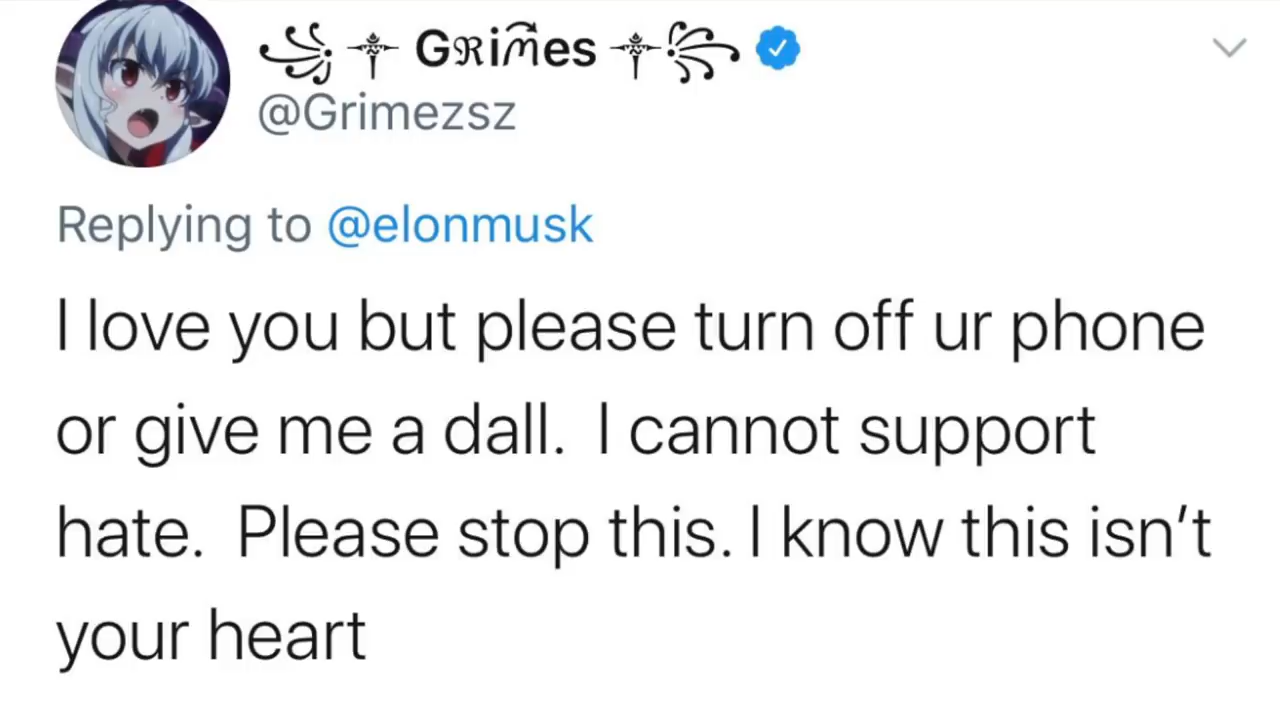 ꧁ ༒ Gℜiấes ༒ ꧂
@Grimezsz
Replying to @elonmusk
I love you but please turn off ur phone
or give me a dall.  I cannot support
hate.  Please stop this. I know this isn’t
your heart